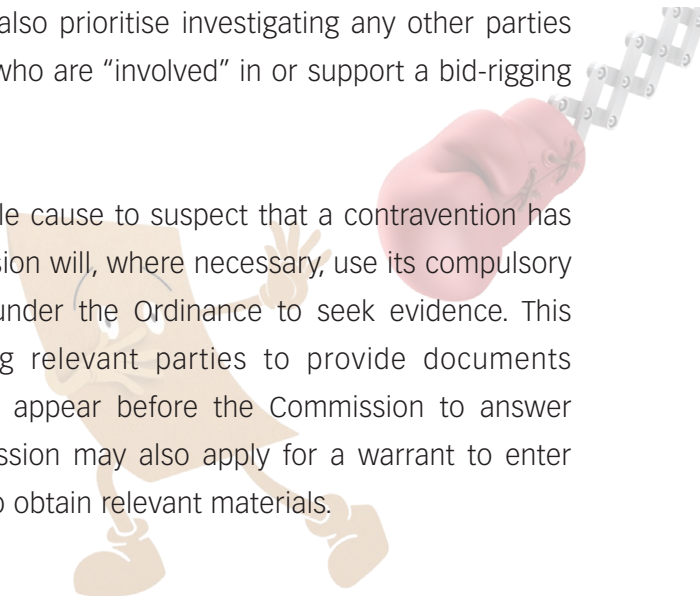 also prioritise investigating any other parties
who are “involved” in or support a bid-rigging
le cause to suspect that a contravention has
sion will, where necessary, use its compulsory
under the Ordinance to seek evidence. This
g relevant parties to provide documents
appear before the Commission to answer
ssion may also apply for a warrant to enter
o obtain relevant materials.